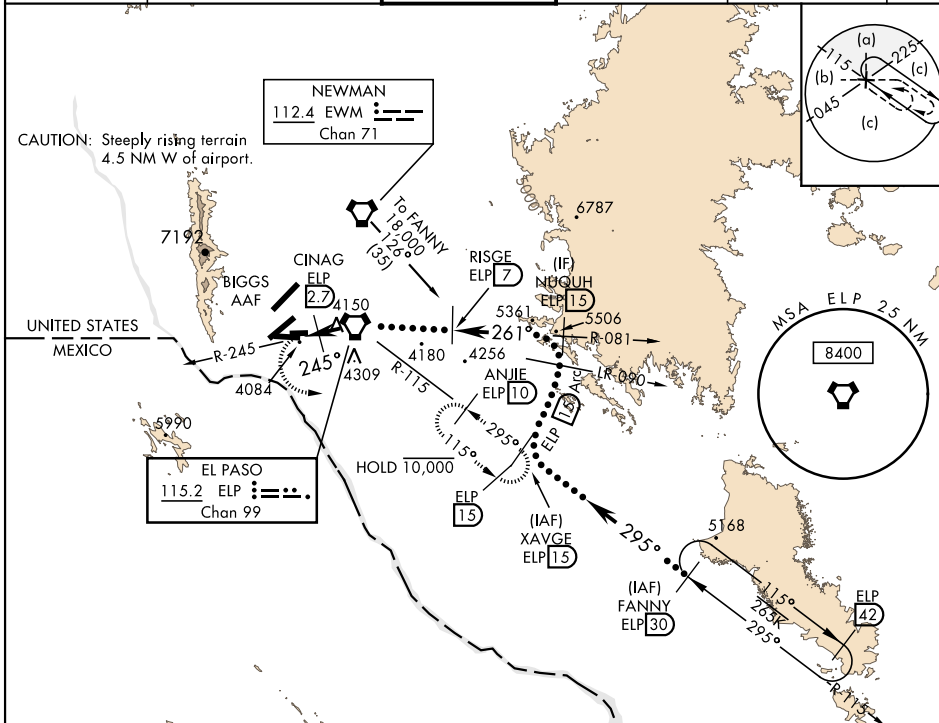 NEWMAN
112.4 EWM
Chan 71
CAUTION: Steeply rising terrain
4.5 NM W of airport.
(a)
115
225
(b)
(c)
045
(c)
7192
BIGGS
AAF
CINAG
ELP
2.7
4150
To FANNY
18,000
126°
(35)
RISGE
ELP 7
6787
(IF)
NUQUH
ELP 15
5361
5506
261°
R-081
UNITED STATES
MEXICO
R-245
245°
4309
4180
4256
LR-090
R-115
ANJIE
ELP 10
4084
MSA ELP 25 NM
8400
5990
EL PASO
115.2 ELP
Chan 99
295°
115°
HOLD 10,000
ELP
15
ELP 15 Arc
(IAF)
XAVGE
ELP 15
295°
5168
(IAF)
FANNY
ELP 30
115°
265K
295°
ELP
42
R-115